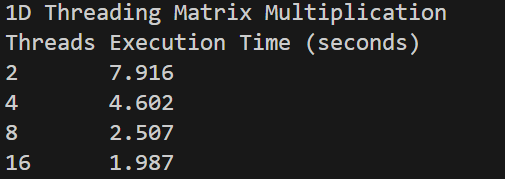 1D Threading Matrix Multiplication
Threads Execution Time (seconds)
2 7.916
4 4.602
8 2.507
16 1.987